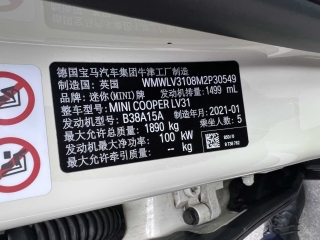 德国宝马汽车集团牛津工厂制造
制造国：英国 WMWLV3108M2P30549
品牌：迷你(MINI)牌 发动机排量：1499 mL
整车型号：MINI COOPER LV31
发动机型号：B38A15A 制造年月：2021-01
最大允许总质量：1890 kg 乘坐人数：5
发动机最大净功率：100 kW
最大允许牵引质量：-- kg